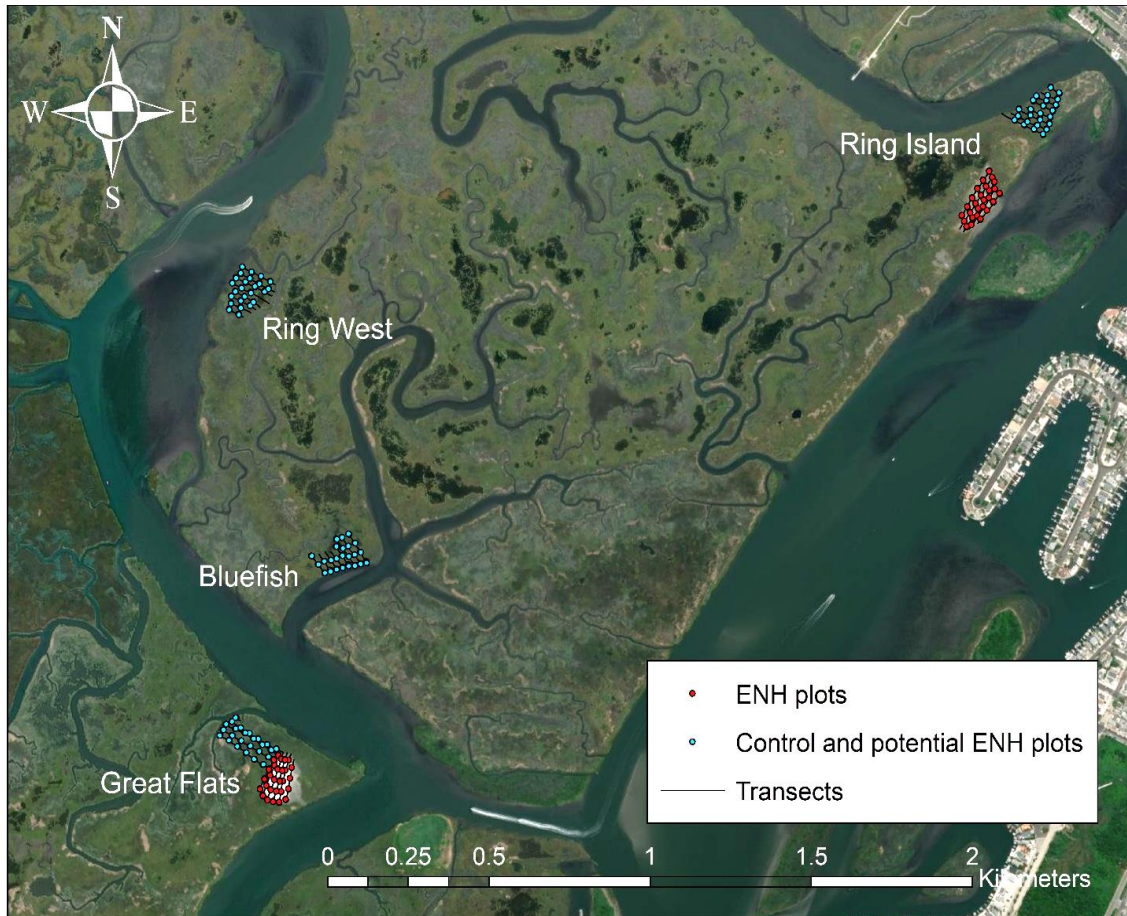 N
W E
S
Ring Island
Ring West
Bluefish
Great Flats
ENH plots
Control and potential ENH plots
Transects
0 0.25 0.5 1 1.5 2
Kilometers